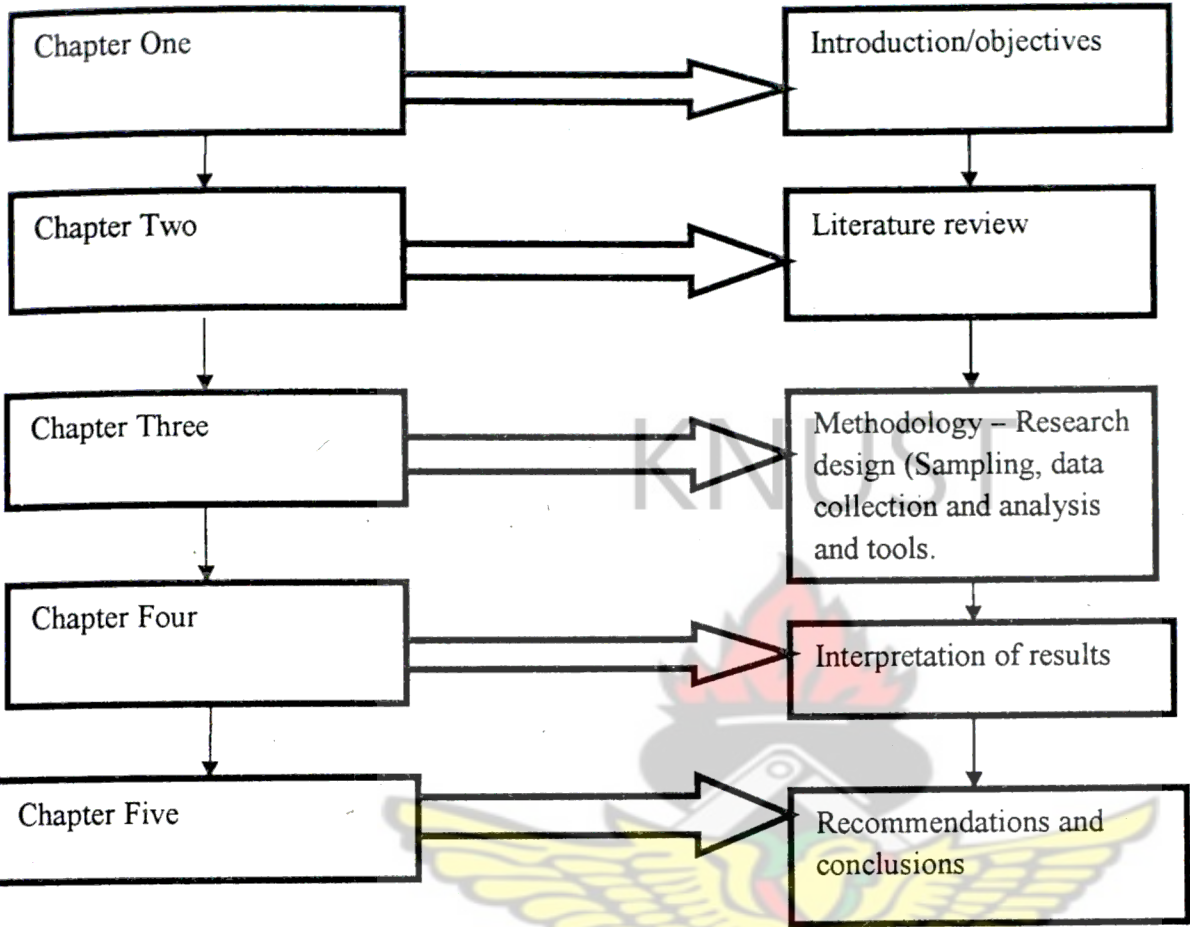 Chapter One
Introduction/objectives
Chapter Two
Literature review
Chapter Three
Methodology – Research
design (Sampling, data
collection and analysis
and tools.
KNUST
Chapter Four
Interpretation of results
Chapter Five
Recommendations and
conclusions